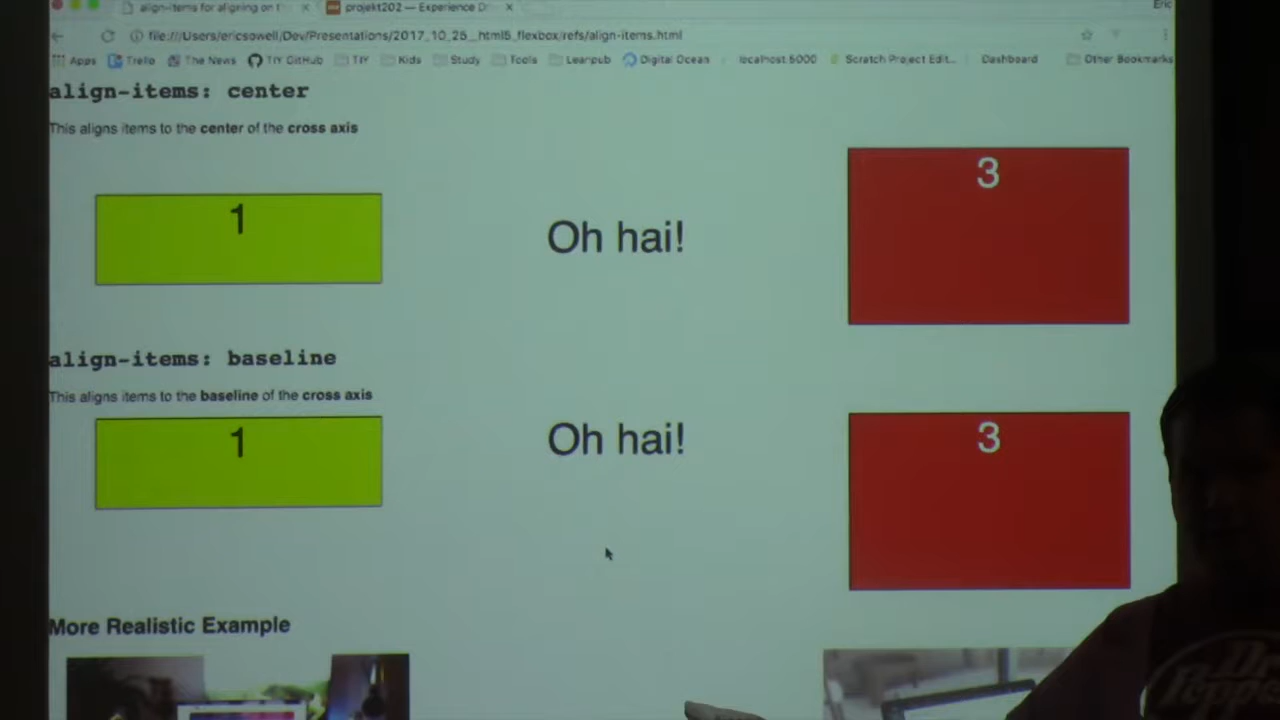 align-items for aligning on t
projekt202 — Experience D
Eric
file:///Users/ericsowell/Dev/Presentations/2017_10_25_html5_flexbox/refs/align-items.html
Apps Trello The News TIY GitHub TIY Kids Study Tools Leanpub Digital Ocean localhost:5000 Scratch Project Edit... Dashboard Other Bookmarks
align-items: center
This aligns items to the center of the cross axis
1
Oh hai!
3
align-items: baseline
This aligns items to the baseline of the cross axis
1
Oh hai!
3
More Realistic Example
Dr
Pepper